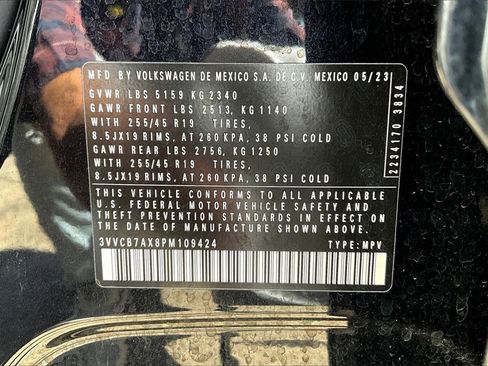 MFD. BY VOLKSWAGEN DE MEXICO S.A. DE C.V. MEXICO 05/23
GVWR LBS 5159 KG 2340
GAWR FRONT LBS 2513, KG 1140
WITH 255/45 R19 TIRES,
8.5JX19 RIMS, AT 260 KPA, 38 PSI COLD
GAWR REAR LBS 2756, KG 1250
WITH 255/45 R19 TIRES,
8.5JX19 RIMS, AT 260 KPA, 38 PSI COLD
THIS VEHICLE CONFORMS TO ALL APPLICABLE
U.S. FEDERAL MOTOR VEHICLE SAFETY AND
THEFT PREVENTION STANDARDS IN EFFECT ON
THE DATE OF MANUFACTURE SHOWN ABOVE.
3VVCB7AX8PM109424 TYPE: MPV
2234170 3834